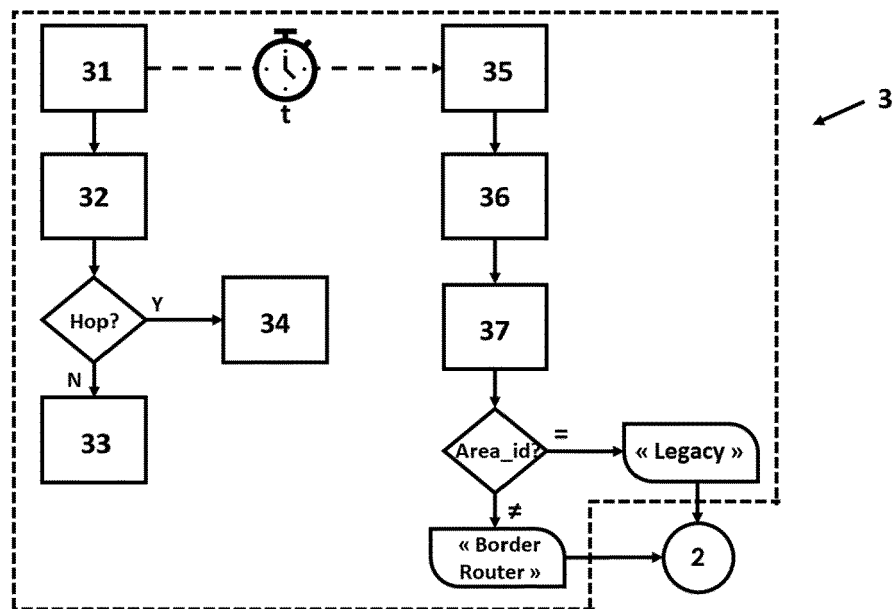 31
t
35
3
32
36
Hop?
Y
34
37
N
33
Area_id?
=
« Legacy »
≠
« Border
Router »
2